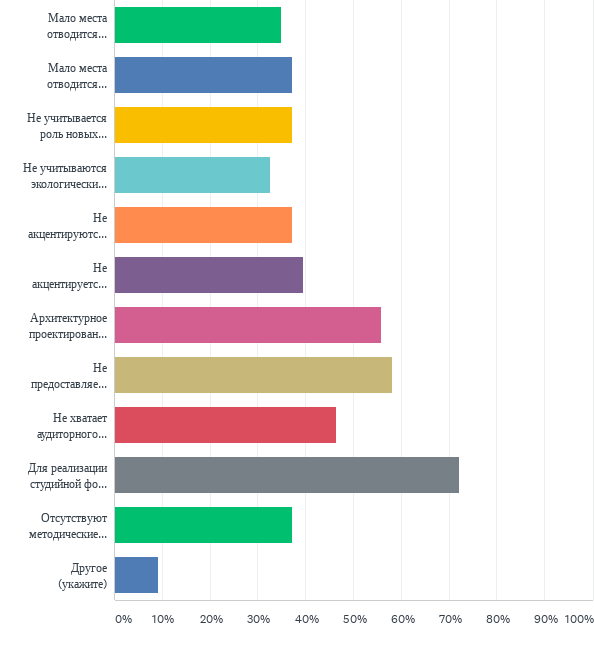 Мало места
отводится...
Мало места
отводится...
Не учитывается
роль новых...
Не учитываются
экологически...
Не
акцентируютс...
Не
акцентируетс...
Архитектурное
проектирован...
Не
предоставляе...
Не хватает
аудиторного...
Для реализации
студийной фо...
Отсутствуют
методические...
Другое
(укажите)
0% 10% 20% 30% 40% 50% 60% 70% 80% 90% 100%